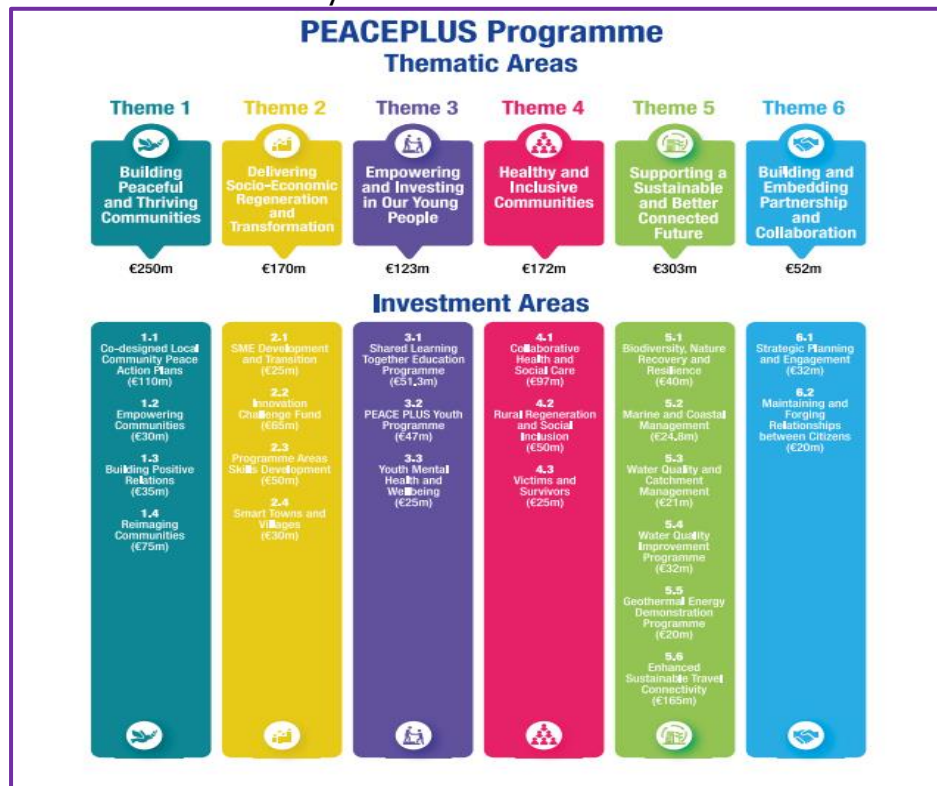 PEACEPLUS Programme
Thematic Areas
Theme 1
Building
Peaceful
and Thriving
Communities
€250m
Theme 2
Delivering
Socio-Economic
Regeneration
and
Transformation
€170m
Theme 3
Empowering
and Investing
in Our Young
People
€123m
Theme 4
Healthy and
Inclusive
Communities
€172m
Theme 5
Supporting a
Sustainable
and Better
Connected
Future
€303m
Theme 6
Building and
Embedding
Partnership
and
Collaboration
€52m
Investment Areas
1.1
Co-designed Local
Community Peace
Action Plans
(€110m)
1.2
Empowering
Communities
(€30m)
1.3
Building Positive
Relations
(€35m)
1.4
Reimaging
Communities
(€75m)
2.1
SME Development
and Transition
(€25m)
2.2
Innovation
Challenge Fund
(€65m)
2.3
Programme Areas
Skills Development
(€50m)
2.4
Smart Towns and
Villages
(€30m)
3.1
Shared Learning
Together Education
Programme
(€51.3m)
3.2
PEACE PLUS Youth
Programme
(€47m)
3.3
Youth Mental
Health and
Wellbeing
(€25m)
4.1
Collaborative
Health and
Social Care
(€97m)
4.2
Rural Regeneration
and Social
Inclusion
(€50m)
4.3
Victims and
Survivors
(€25m)
5.1
Biodiversity, Nature
Recovery and
Resilience
(€40m)
5.2
Marine and Coastal
Management
(€24.8m)
5.3
Water Quality and
Catchment
Management
(€21m)
5.4
Water Quality
Improvement
Programme
(€32m)
5.5
Geothermal Energy
Demonstration
Programme
(€20m)
5.6
Enhanced
Sustainable Travel
Connectivity
(€165m)
6.1
Strategic Planning
and Engagement
(€32m)
6.2
Maintaining and
Forging
Relationships
between Citizens
(€20m)